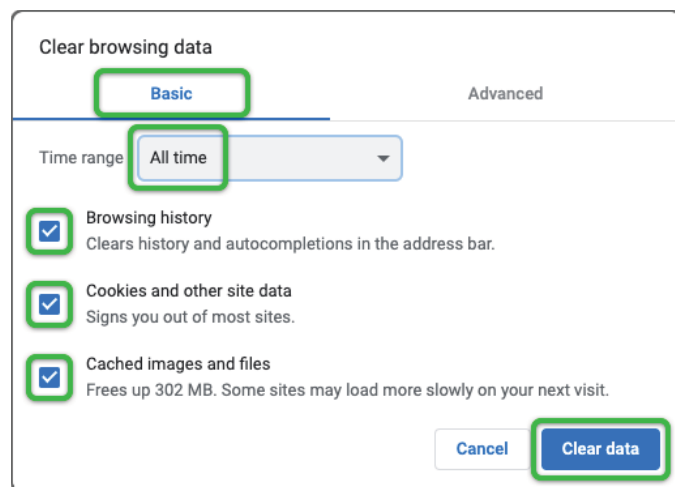 Clear browsing data
Basic Advanced
Time range All time
Browsing history
Clears history and autocompletions in the address bar.
Cookies and other site data
Signs you out of most sites.
Cached images and files
Frees up 302 MB. Some sites may load more slowly on your next visit.
Cancel Clear data